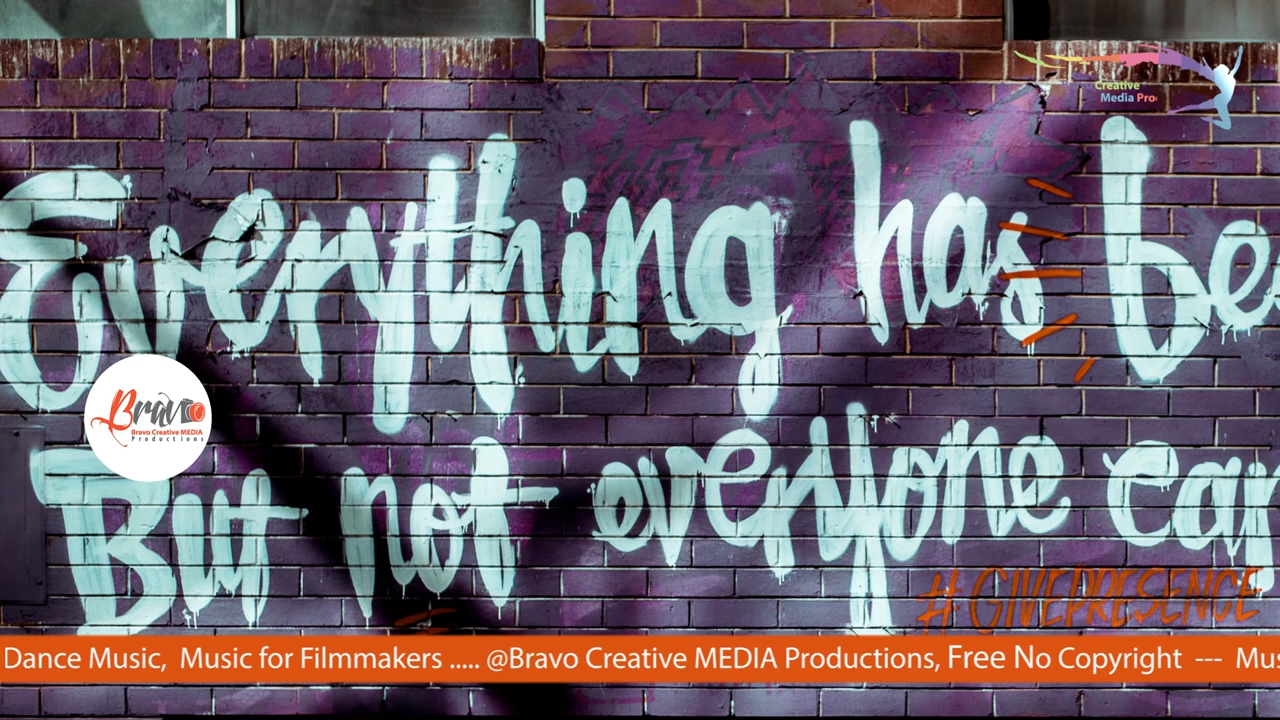 Creative
Media Pro
Everything has be
Bravo
Bravo Creative MEDIA
Productions
But not everyone can
#GIVEPRESENCE
Dance Music, Music for Filmmakers ..... @Bravo Creative MEDIA Productions, Free No Copyright --- Mus